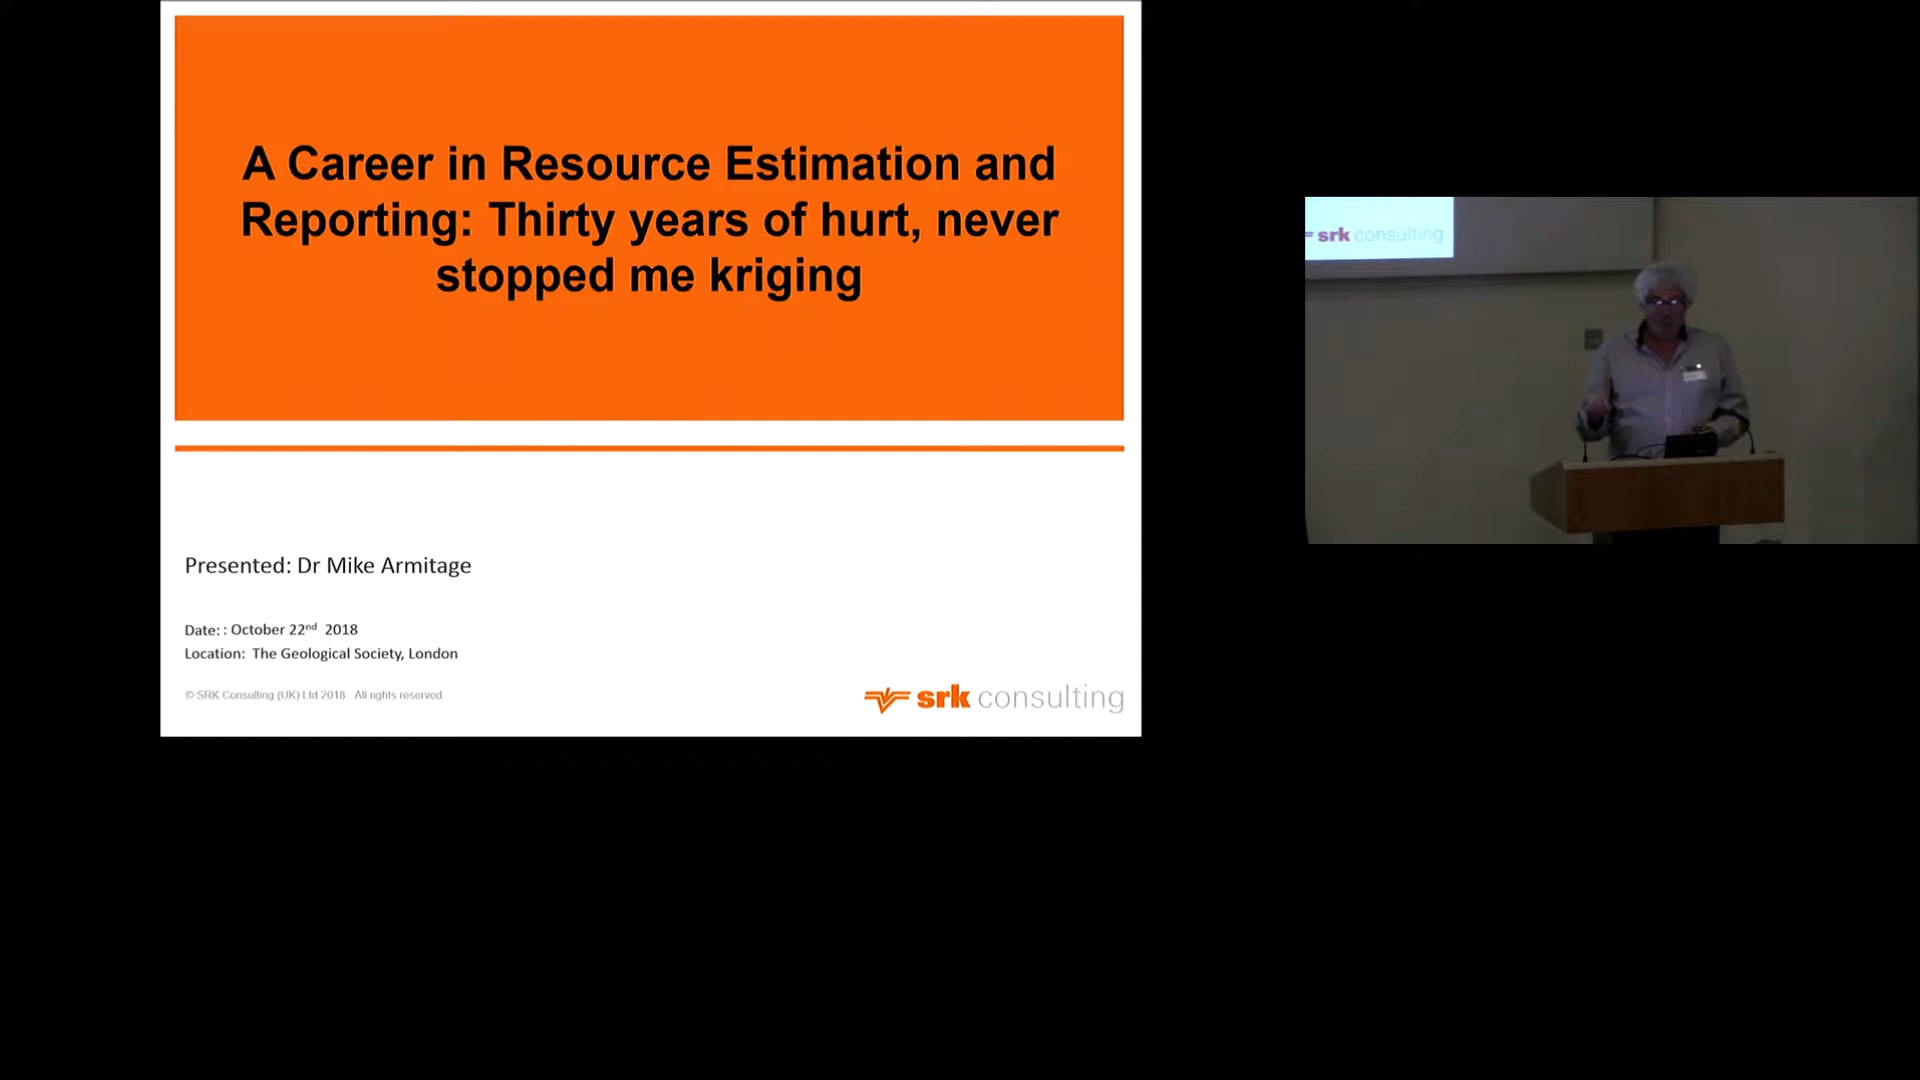 A Career in Resource Estimation and
Reporting: Thirty years of hurt, never
stopped me kriging
Presented: Dr Mike Armitage
Date: : October 22nd 2018
Location: The Geological Society, London
© SRK Consulting (UK) Ltd 2018. All rights reserved.
srk consulting
srk consulting